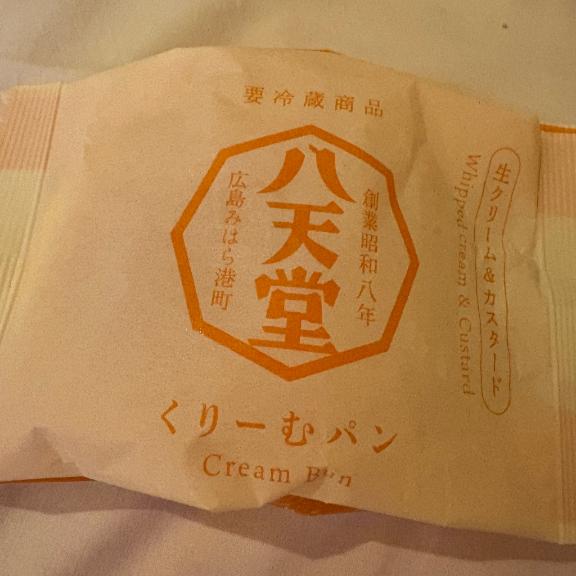 要冷蔵商品
創業昭和八年
八天堂
広島みはら港町
生クリーム&カスタード
Whipped cream & Custard
くりーむパン
Cream Bun